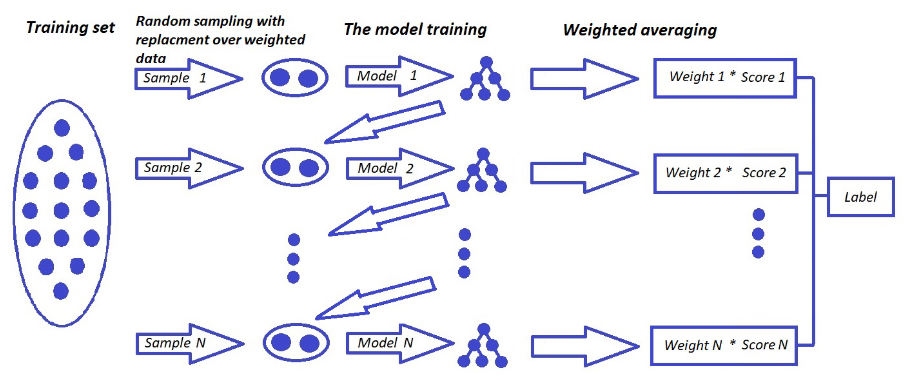 Training set
Random sampling with
replacment over weighted
data
The model training
Weighted averaging
Sample 1
Model 1
Weight 1 * Score 1
Sample 2
Model 2
Weight 2 * Score 2
Label
Sample N
Model N
Weight N * Score N